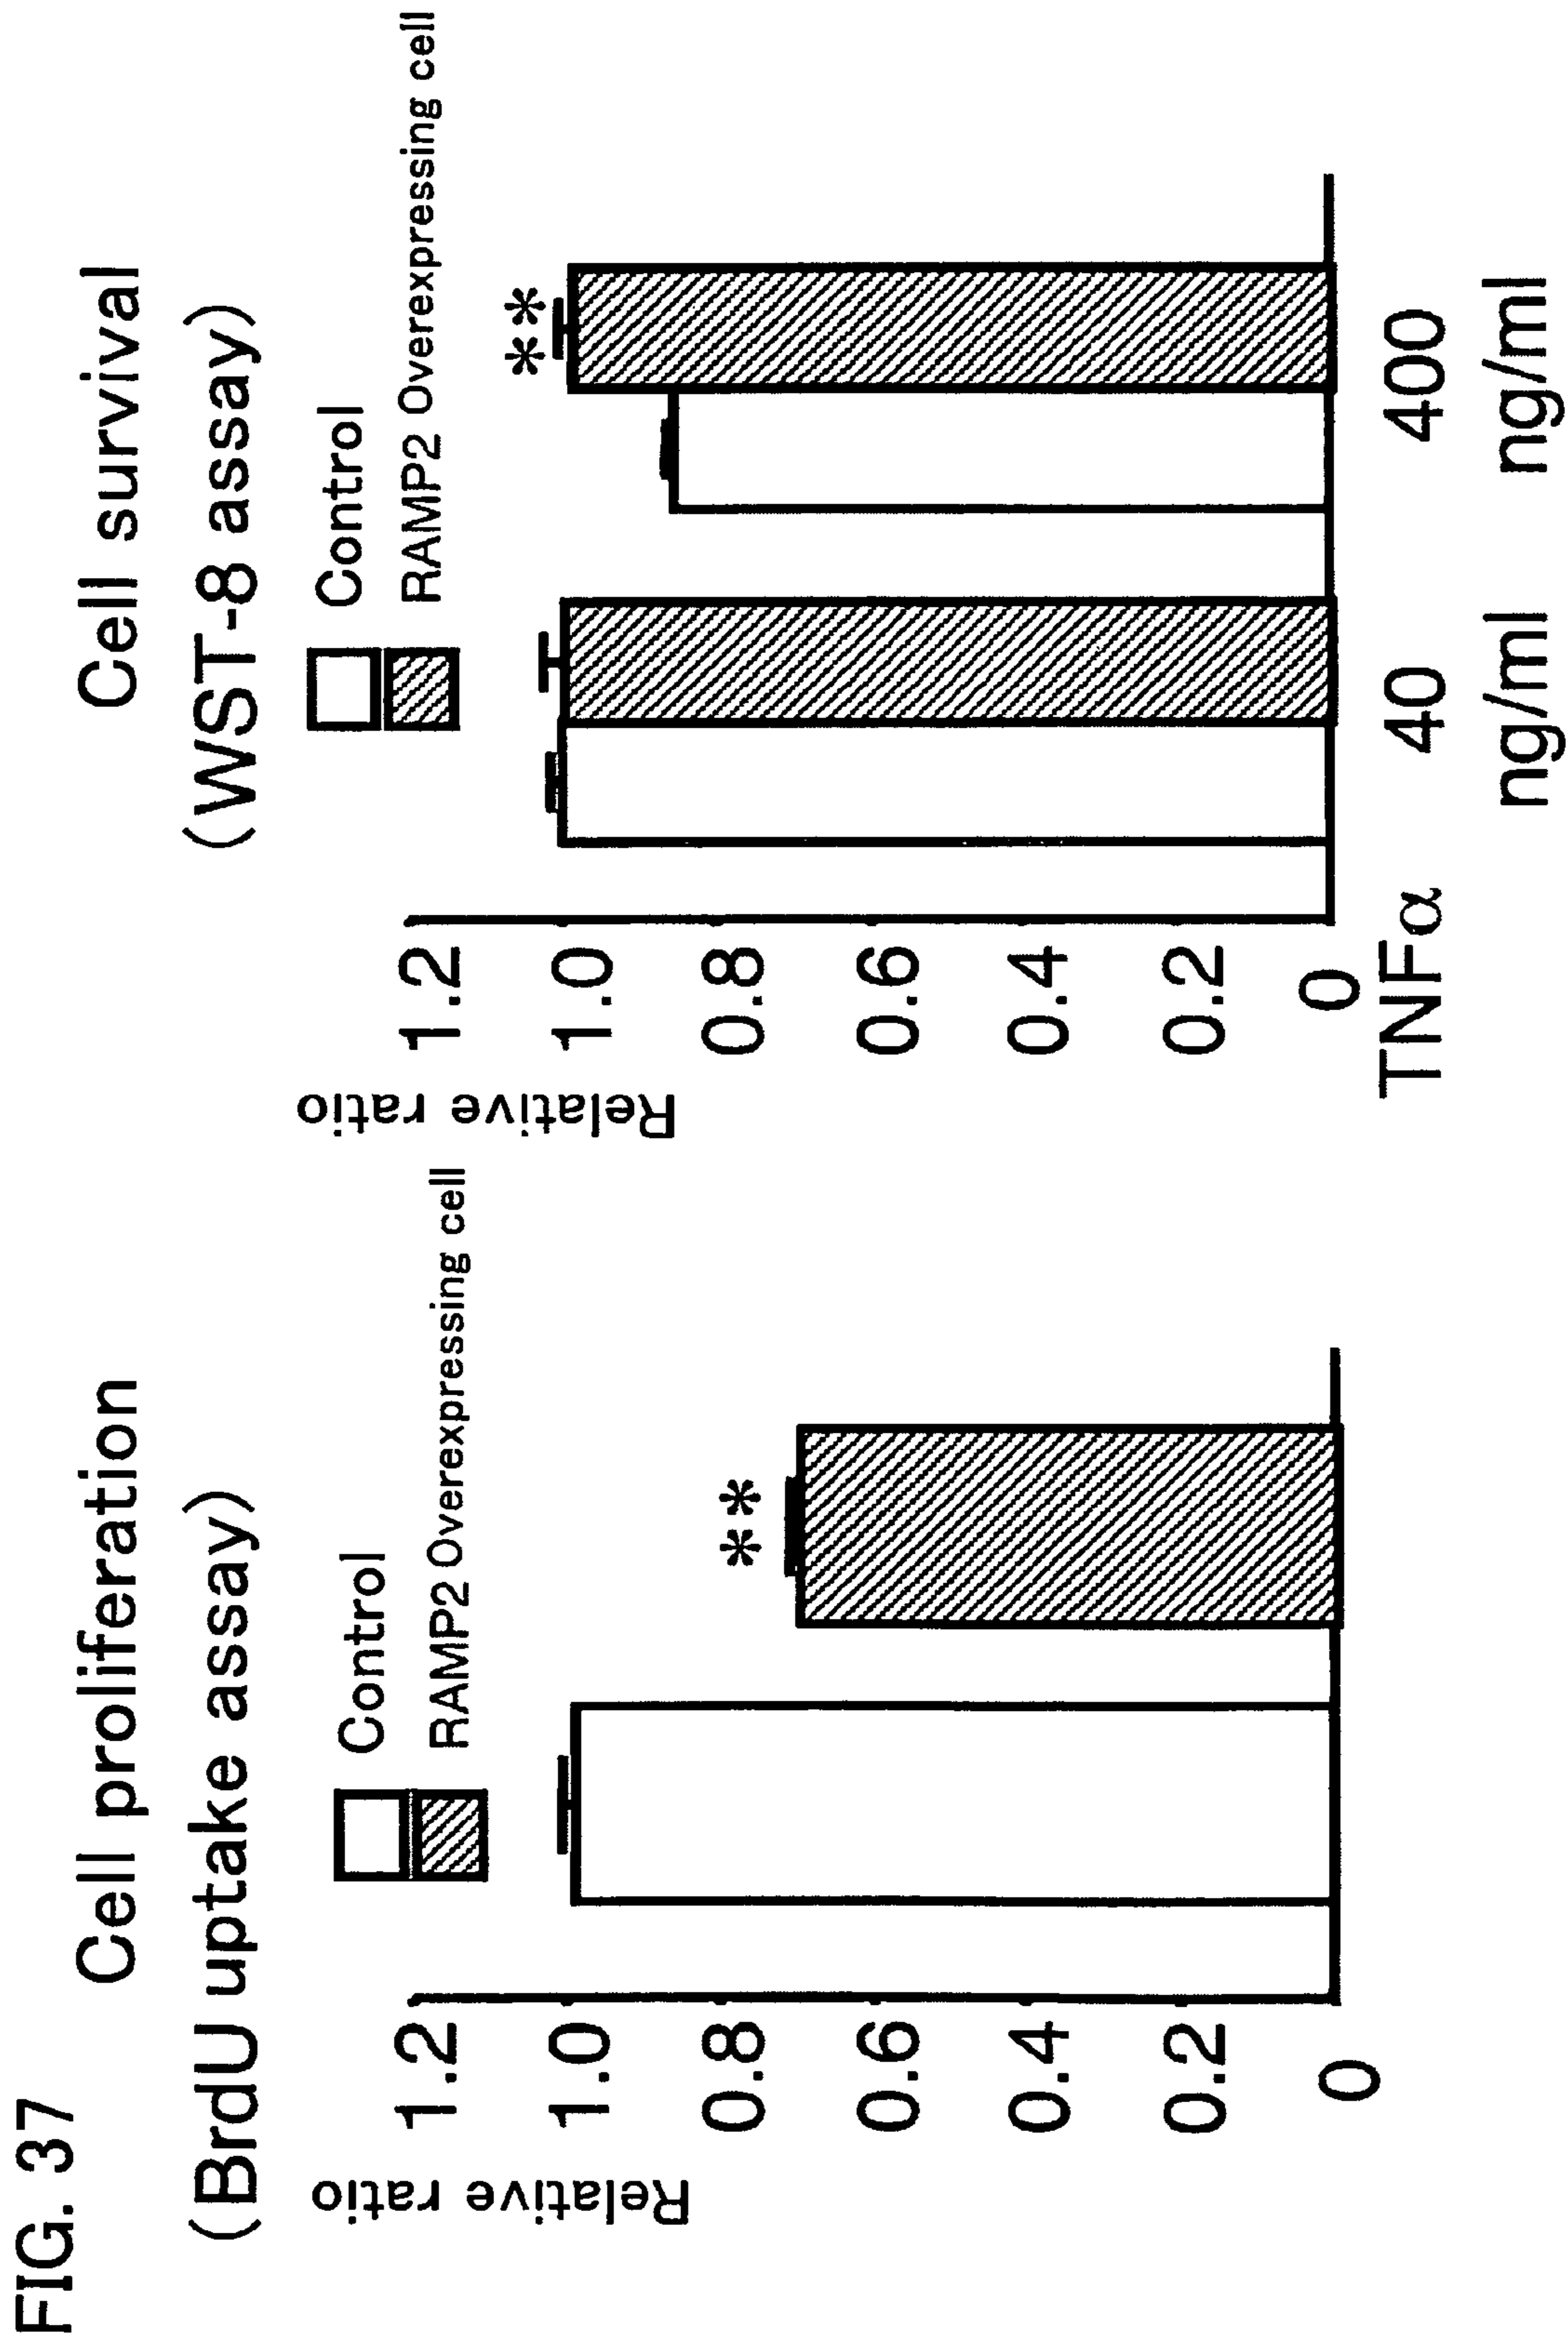 FIG. 37
Cell proliferation
(BrdU uptake assay)
Control
RAMP2 Overexpressing cell
Relative ratio
1.2
1.0
0.8
0.6
0.4
0.2
0
**
Cell survival
(WST-8 assay)
Control
RAMP2 Overexpressing cell
Relative ratio
1.2
1.0
0.8
0.6
0.4
0.2
0
**
TNFα 40 400
ng/ml ng/ml